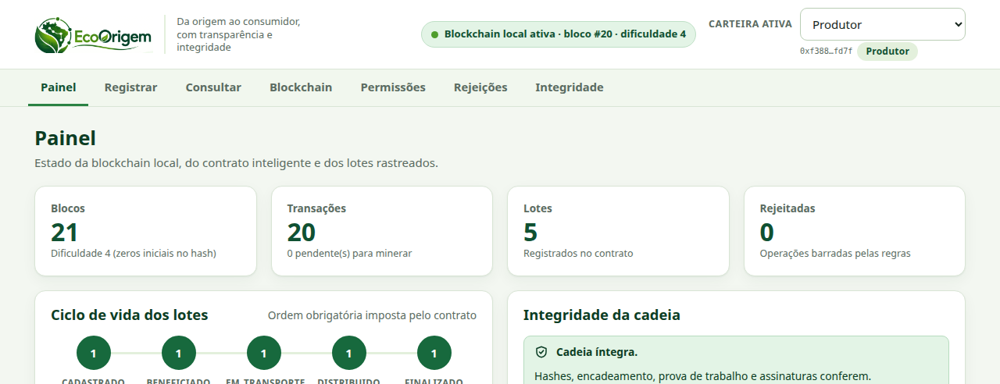 EcoOrigem
Da origem ao consumidor,
com transparência e
integridade
Blockchain local ativa · bloco #20 · dificuldade 4
CARTEIRA ATIVA
Produtor
0xf388…fd7f
Produtor
Painel
Registrar
Consultar
Blockchain
Permissões
Rejeições
Integridade
Painel
Estado da blockchain local, do contrato inteligente e dos lotes rastreados.
Blocos
21
Dificuldade 4 (zeros iniciais no hash)
Transações
20
0 pendente(s) para minerar
Lotes
5
Registrados no contrato
Rejeitadas
0
Operações barradas pelas regras
Ciclo de vida dos lotes
Ordem obrigatória imposta pelo contrato
1
1
1
1
1
CADASTRADO
BENEFICIADO
EM_TRANSPORTE
DISTRIBUIDO
FINALIZADO
Integridade da cadeia
Cadeia íntegra.
Hashes, encadeamento, prova de trabalho e assinaturas conferem.